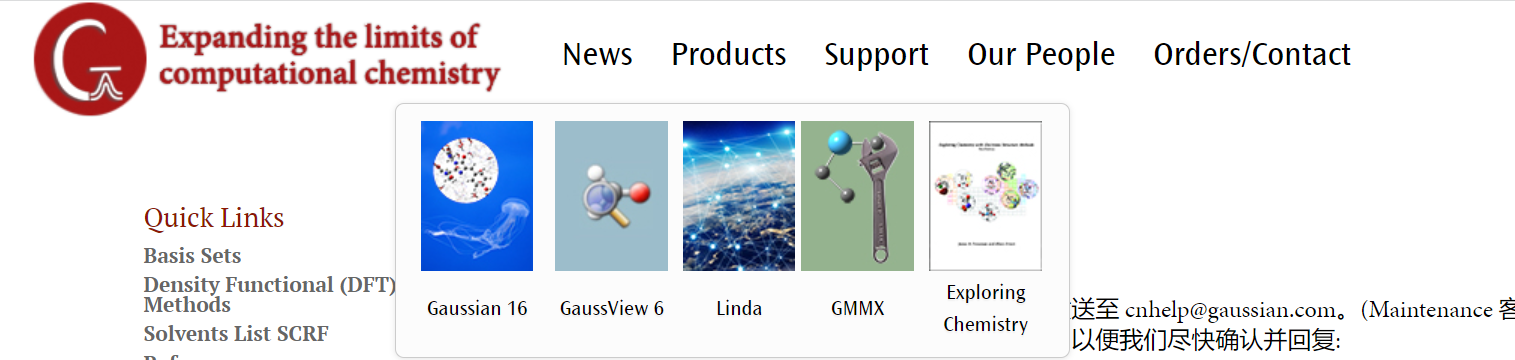 Expanding the limits of
computational chemistry
News Products Support Our People Orders/Contact
Gaussian 16
GaussView 6
Linda
GMMX
Exploring
Chemistry
Quick Links
Basis Sets
Density Functional (DFT)
Methods
Solvents List SCRF
送至 cnhelp@gaussian.com。(Maintenance 客
以便我们尽快确认并回复: